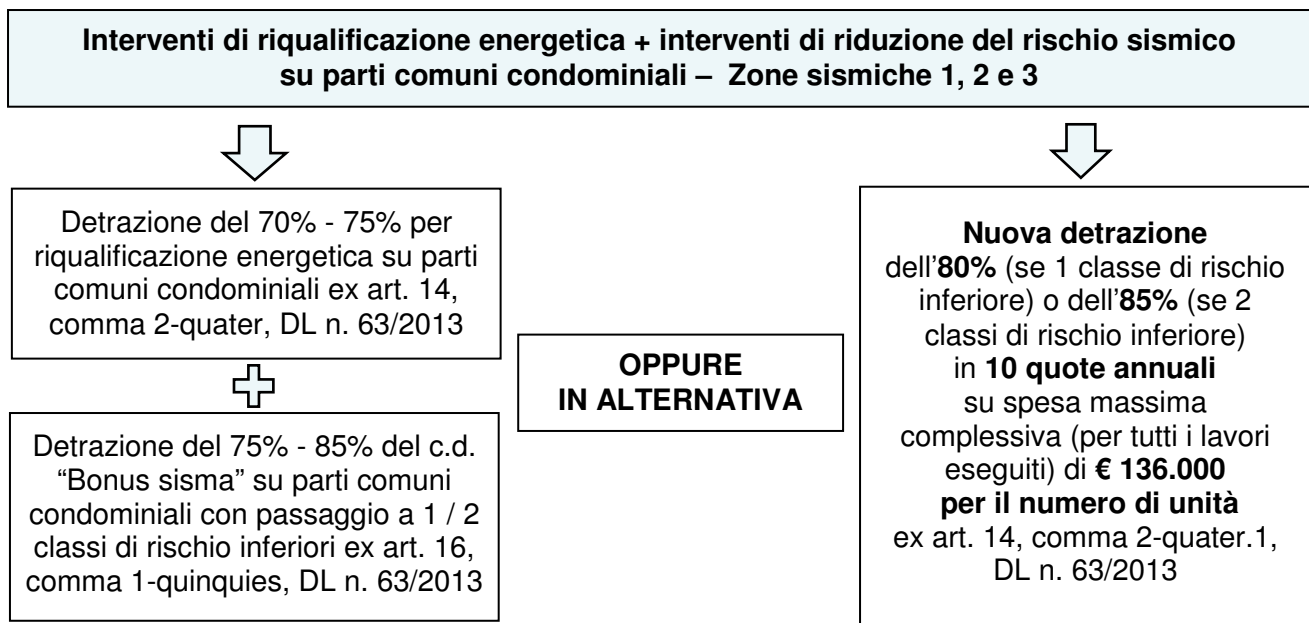 Interventi di riqualificazione energetica + interventi di riduzione del rischio sismico
su parti comuni condominiali – Zone sismiche 1, 2 e 3
Detrazione del 70% - 75% per
riqualificazione energetica su parti
comuni condominiali ex art. 14,
comma 2-quater, DL n. 63/2013
Detrazione del 75% - 85% del c.d.
“Bonus sisma” su parti comuni
condominiali con passaggio a 1 / 2
classi di rischio inferiori ex art. 16,
comma 1-quinquies, DL n. 63/2013
OPPURE
IN ALTERNATIVA
Nuova detrazione
dell'80% (se 1 classe di rischio
inferiore) o dell'85% (se 2
classi di rischio inferiore)
in 10 quote annuali
su spesa massima
complessiva (per tutti i lavori
eseguiti) di € 136.000
per il numero di unità
ex art. 14, comma 2-quater.1,
DL n. 63/2013